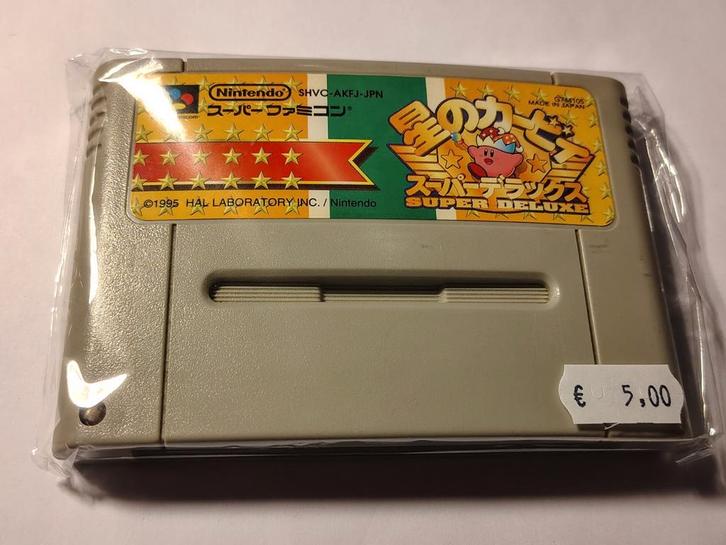 Nintendo® SHVC-AKFJ-JPN
スーパーファミコン®
MADE IN JAPAN
星のカービィ
スーパーデラックス
SUPER DELUXE
©1995 HAL LABORATORY INC. / Nintendo
€ 5,00